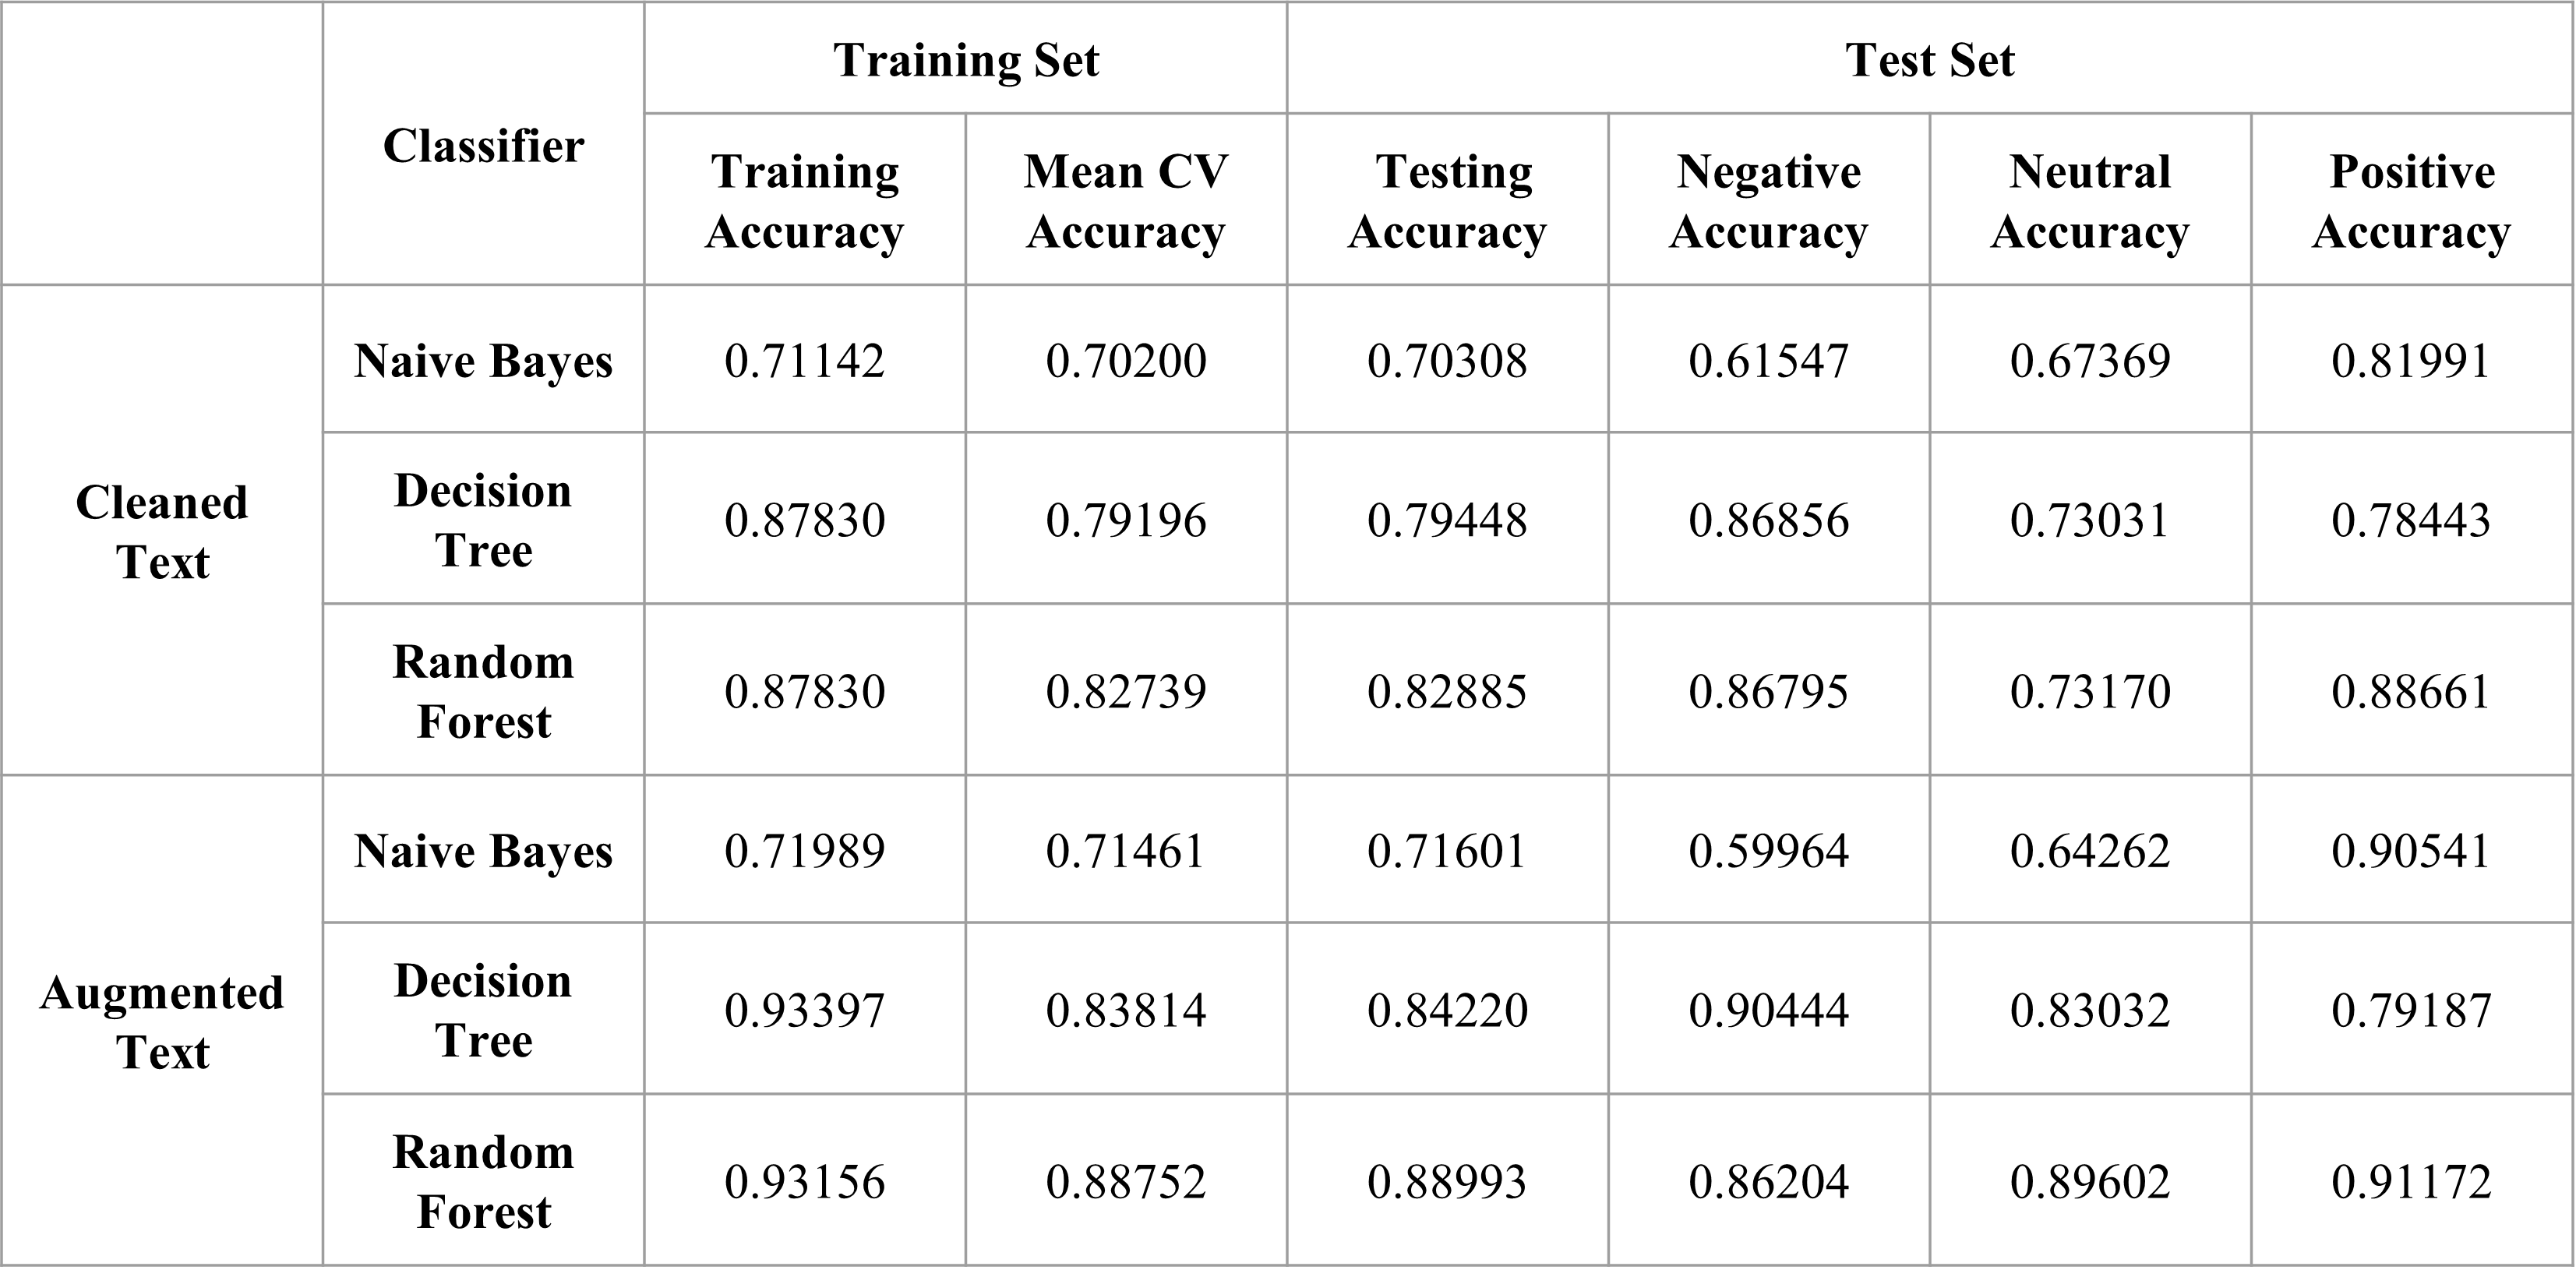 Classifier Training Set Test Set
Training Accuracy Mean CV Accuracy Testing Accuracy Negative Accuracy Neutral Accuracy Positive Accuracy
Cleaned Text Naive Bayes 0.71142 0.70200 0.70308 0.61547 0.67369 0.81991
Decision Tree 0.87830 0.79196 0.79448 0.86856 0.73031 0.78443
Random Forest 0.87830 0.82739 0.82885 0.86795 0.73170 0.88661
Augmented Text Naive Bayes 0.71989 0.71461 0.71601 0.59964 0.64262 0.90541
Decision Tree 0.93397 0.83814 0.84220 0.90444 0.83032 0.79187
Random Forest 0.93156 0.88752 0.88993 0.86204 0.89602 0.91172